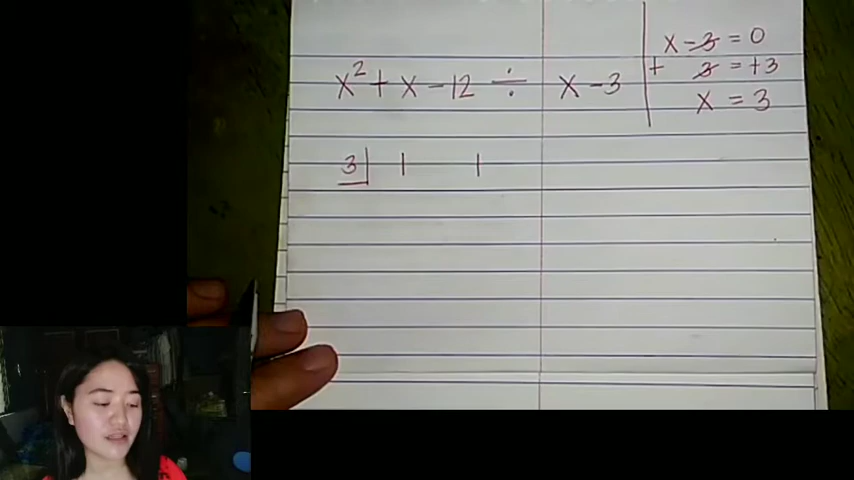 x² + x - 12 ÷ x - 3
3 1 1
x - 3 = 0
+ 3 = +3
x = 3